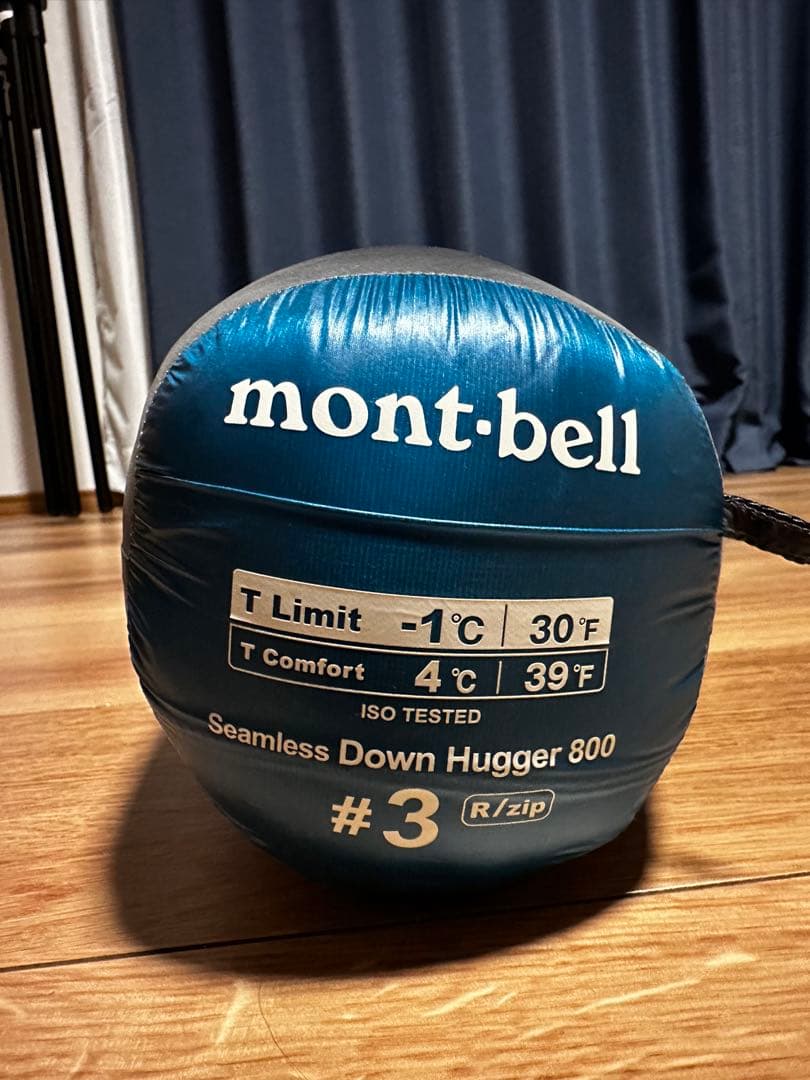 mont·bell
T Limit -1℃ | 30℉
T Comfort 4℃ | 39℉
ISO TESTED
Seamless Down Hugger 800
#3 R/zip